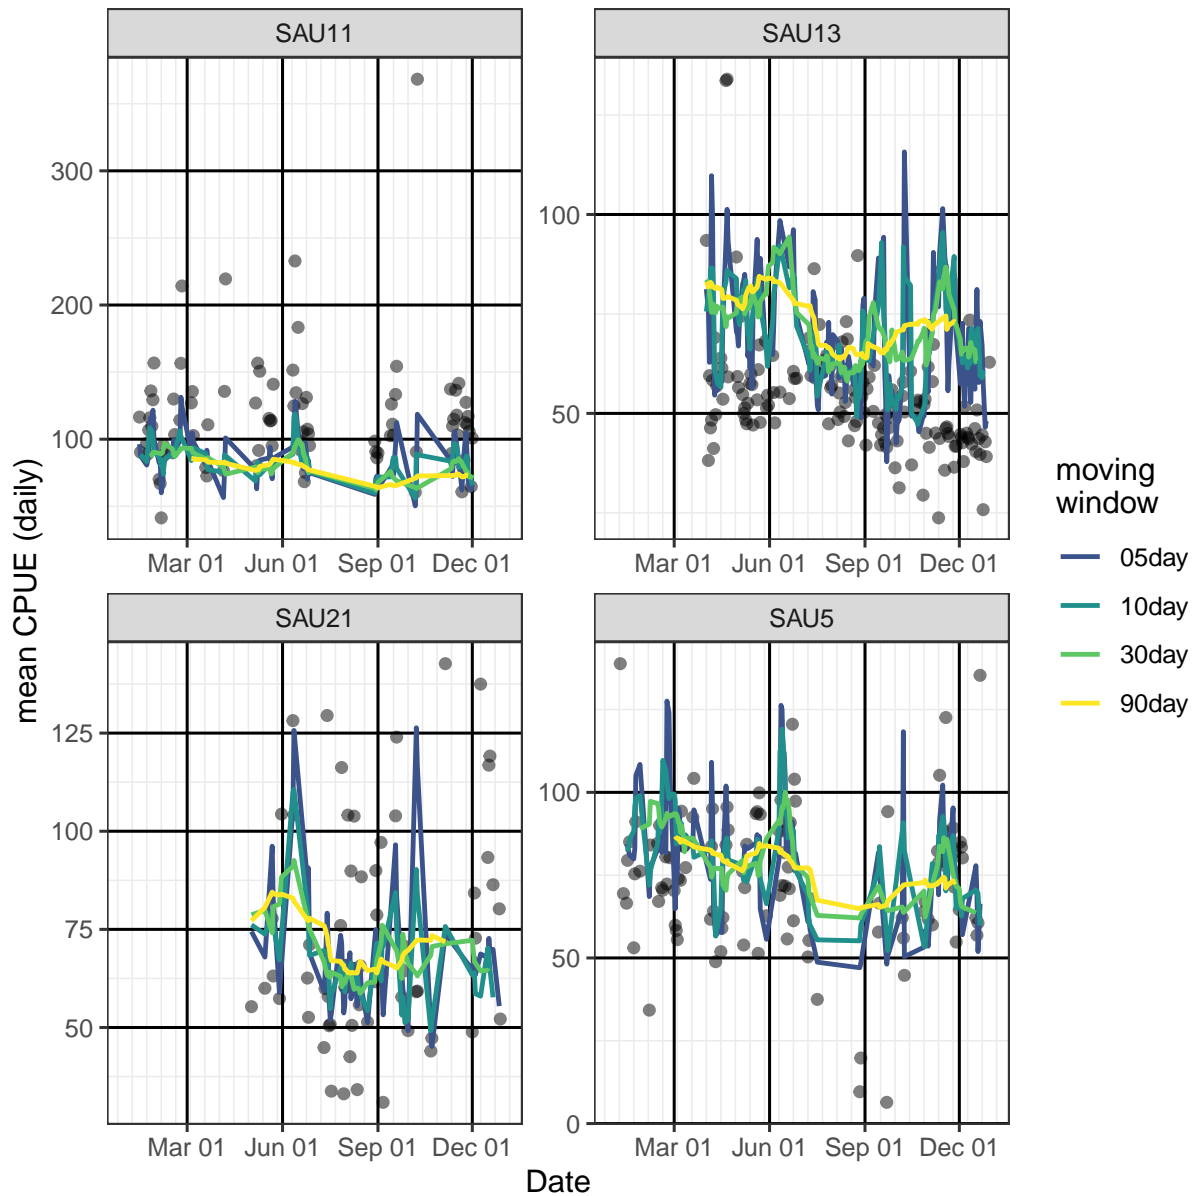 SAU11
SAU13
300
200
100
100
50
Mar 01 Jun 01 Sep 01 Dec 01
Mar 01 Jun 01 Sep 01 Dec 01
SAU21
SAU5
125
100
75
50
100
50
0
Mar 01 Jun 01 Sep 01 Dec 01
Mar 01 Jun 01 Sep 01 Dec 01
mean CPUE (daily)
Date
moving
window
05day
10day
30day
90day